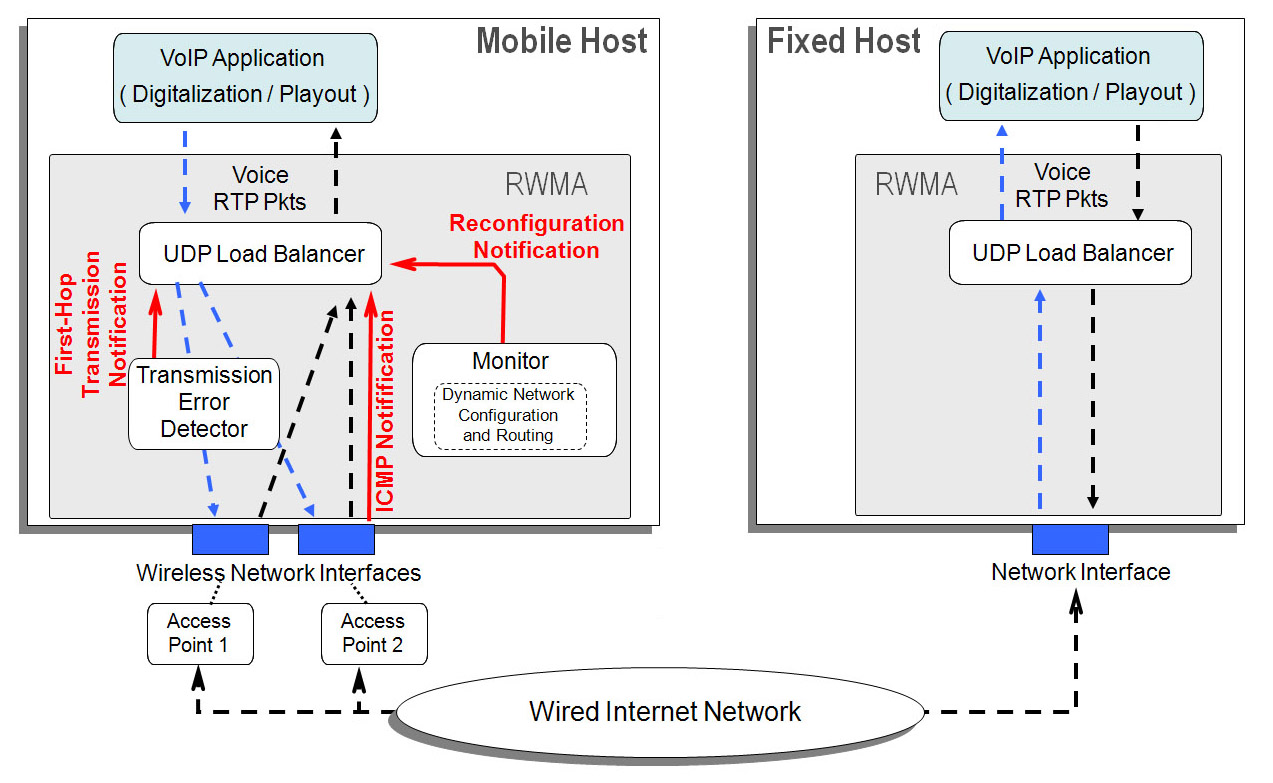 Mobile Host
VoIP Application
( Digitalization / Playout )
RWMA
Voice
RTP Pkts
Reconfiguration
Notification
UDP Load Balancer
First-Hop
Transmission
Notification
Transmission
Error
Detector
ICMP Notifification
Monitor
Dynamic Network
Configuration
and Routing
Wireless Network Interfaces
Access
Point 1
Access
Point 2
Fixed Host
VoIP Application
( Digitalization / Playout )
RWMA
Voice
RTP Pkts
UDP Load Balancer
Network Interface
Wired Internet Network